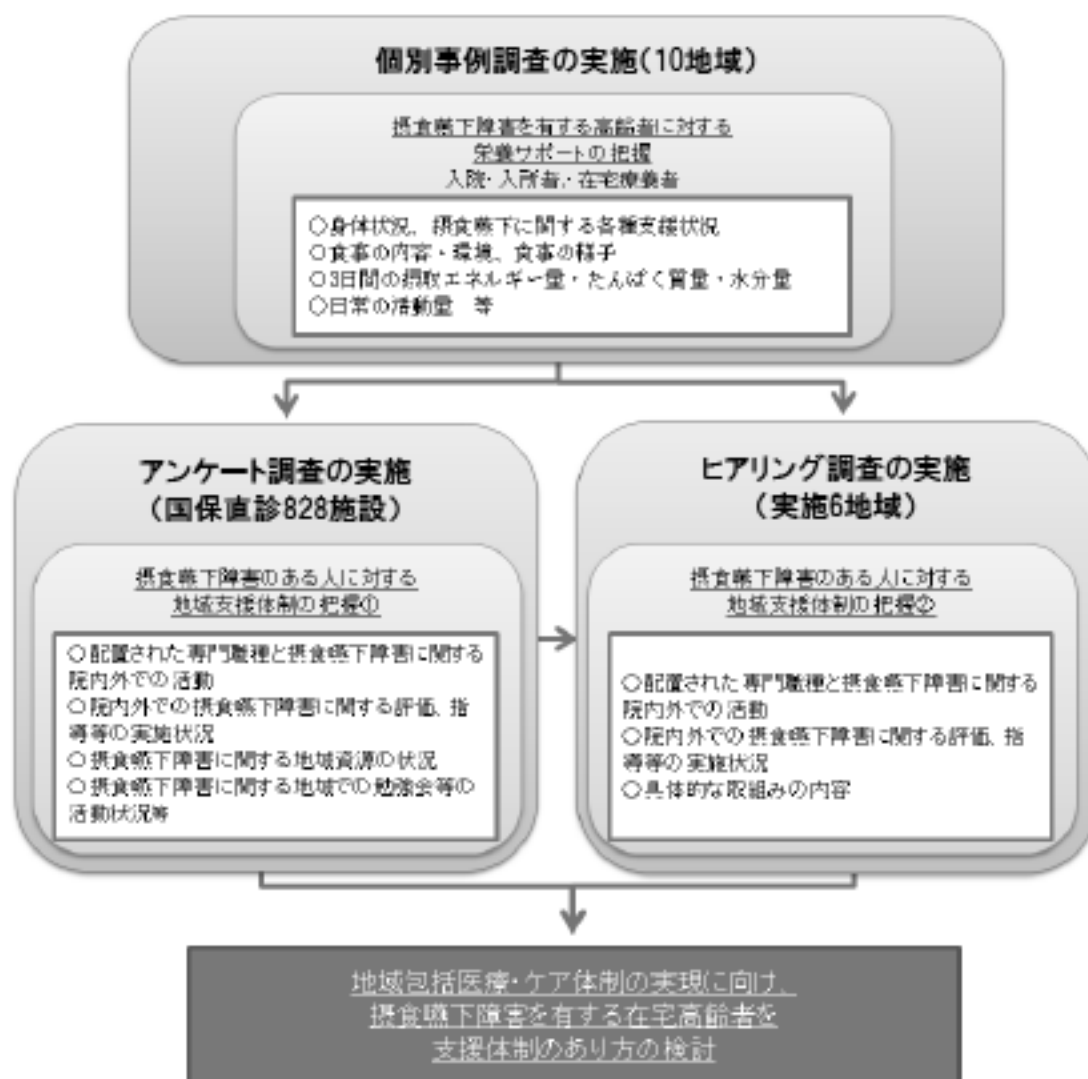 個別事例調査の実施(10地域)
摂食嚥下障害を有する高齢者に対する
栄養サポートの把握
入院・入所者・在宅療養者
○身体状況、摂食嚥下に関する各種支援状況
○食事の内容・環境、食事の様子
○3日間の摂取エネルギー量・たんぱく質量・水分量
○日常の活動量　等
アンケート調査の実施
(国保直診828施設)
摂食嚥下障害のある人に対する
地域支援体制の把握①
○配置された専門職種と摂食嚥下障害に関する
院内外での活動
○院内外での摂食嚥下障害に関する評価、指
導等の実施状況
○摂食嚥下障害に関する地域資源の状況
○摂食嚥下障害に関する地域での勉強会等の
活動状況等
ヒアリング調査の実施
(実施6地域)
摂食嚥下障害のある人に対する
地域支援体制の把握②
○配置された専門職種と摂食嚥下障害に関する
院内外での活動
○院内外での摂食嚥下障害に関する評価、指
導等の実施状況
○具体的な取組みの内容
地域包括医療・ケア体制の実現に向け、
摂食嚥下障害を有する在宅高齢者を
支援体制のあり方の検討